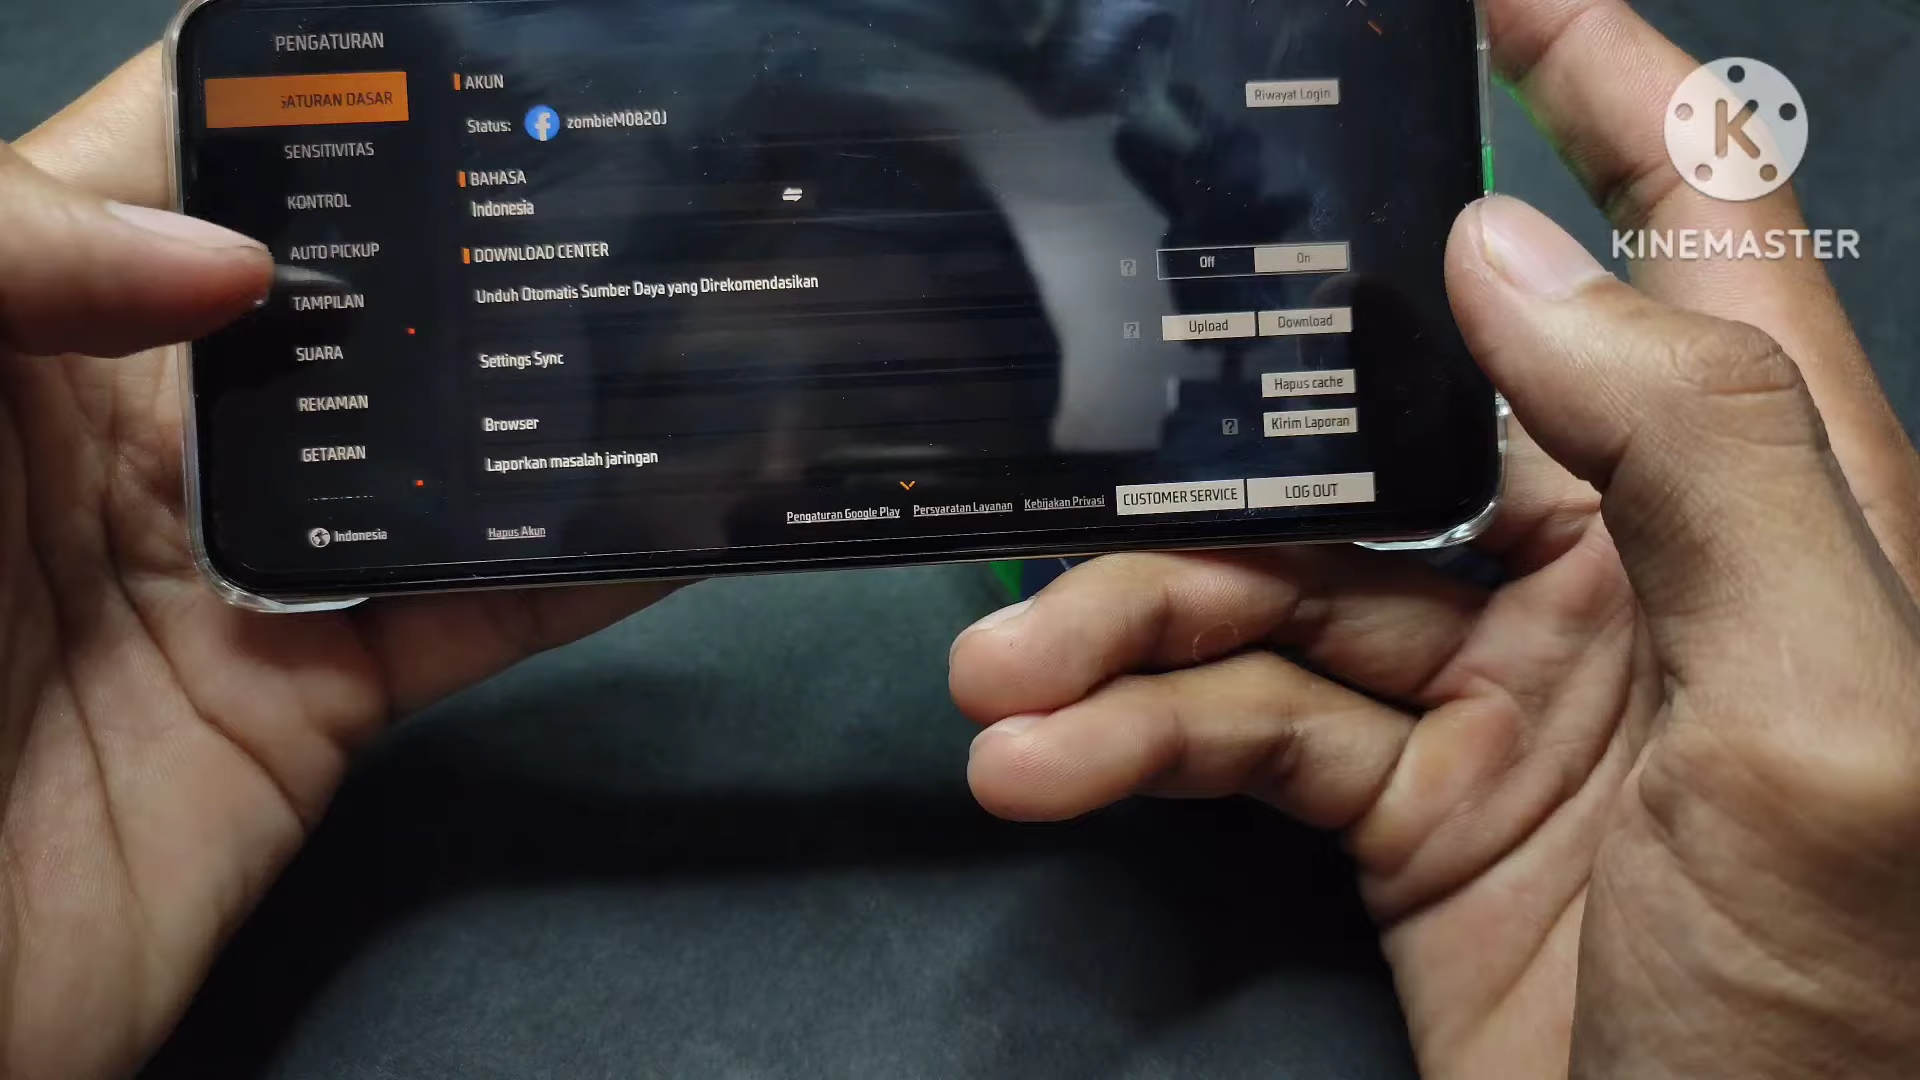 PENGATURAN
ATURAN DASAR
SENSITIVITAS
KONTROL
AUTO PICKUP
TAMPILAN
SUARA
REKAMAN
GETARAN
Indonesia
AKUN
Riwayat Login
Status: zombieM0820J
BAHASA
Indonesia
DOWNLOAD CENTER
Unduh Otomatis Sumber Daya yang Direkomendasikan
? Off On
Settings Sync
? Upload Download
Browser
Hapus cache
Laporkan masalah jaringan
? Kirim Laporan
Hapus Akun
Pengaturan Google Play Persyaratan Layanan Kebijakan Privasi CUSTOMER SERVICE LOG OUT
K
KINEMASTER